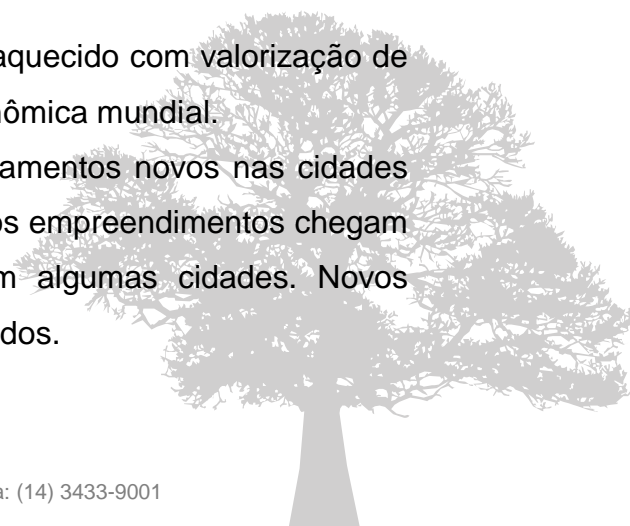 aquecido com valorização de
nômica mundial.
amentos novos nas cidades
os empreendimentos chegam
m algumas cidades. Novos
dos.
a: (14) 3433-9001